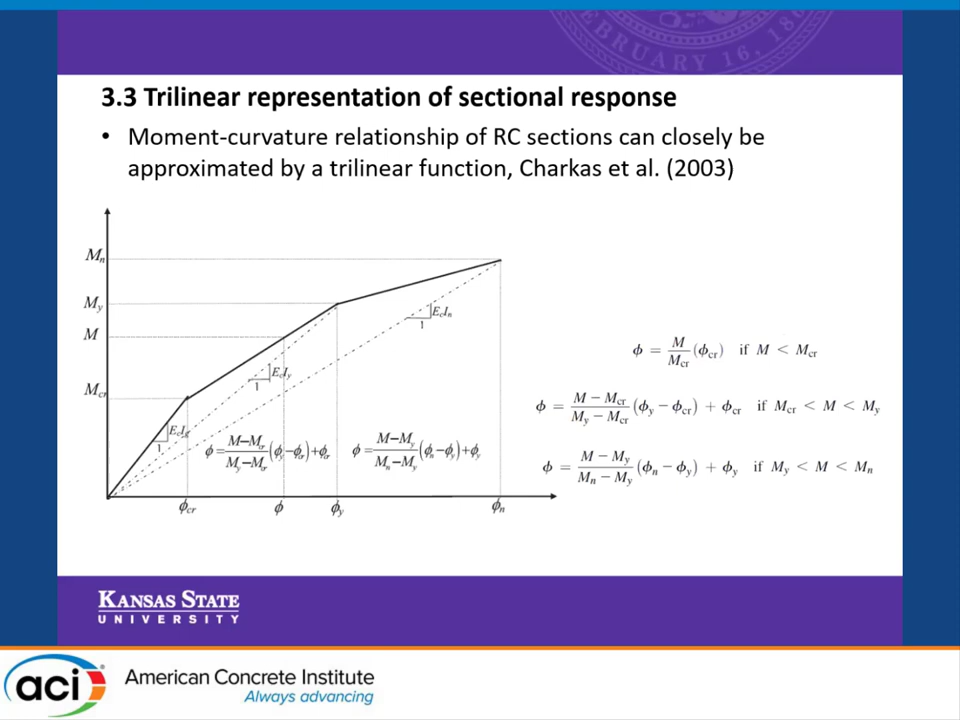 FEBRUARY 16, 18
3.3 Trilinear representation of sectional response
• Moment-curvature relationship of RC sections can closely be
approximated by a trilinear function, Charkas et al. (2003)
Mn
My
M
Mcr
EcIn
1
EcIy
1
EcIg
1
ϕ = (M−Mcr)/(My−Mcr) (ϕy−ϕcr)+ϕcr
ϕ = (M−My)/(Mn−My) (ϕn−ϕy)+ϕy
ϕcr
ϕ
ϕy
ϕn
ϕ = M/Mcr (ϕcr) if M < Mcr
ϕ = (M − Mcr)/(My − Mcr) (ϕy − ϕcr) + ϕcr if Mcr < M < My
ϕ = (M − My)/(Mn − My) (ϕn − ϕy) + ϕy if My < M < Mn
KANSAS STATE
UNIVERSITY
aci
American Concrete Institute
Always advancing